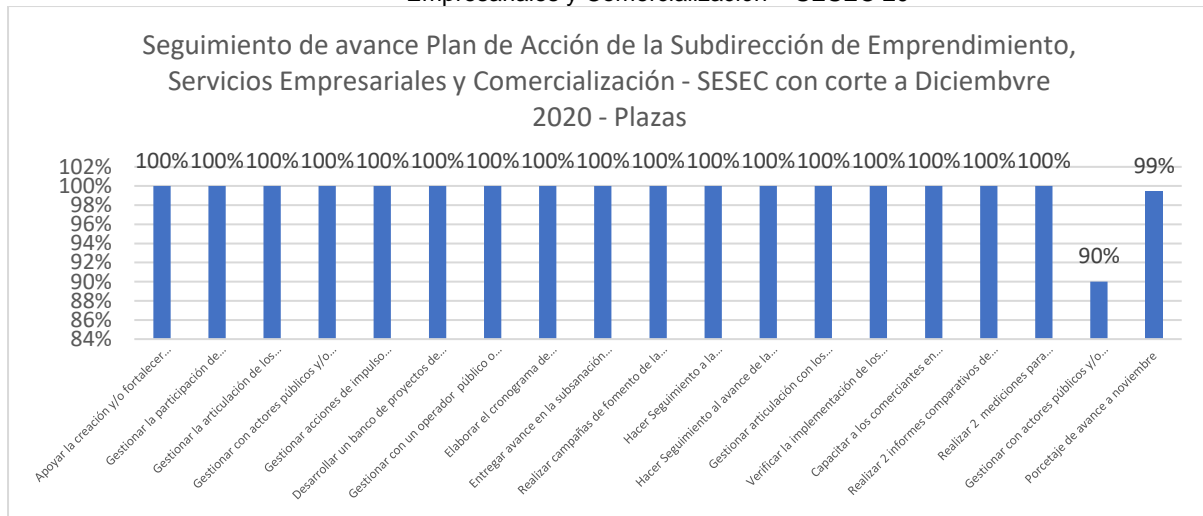 Empresariales y Comercialización – SESEC 20
Seguimiento de avance Plan de Acción de la Subdirección de Emprendimiento,
Servicios Empresariales y Comercialización - SESEC con corte a Diciembvre
2020 - Plazas
102%
100%
98%
96%
94%
92%
90%
88%
86%
84%
100% 100% 100% 100% 100% 100% 100% 100% 100% 100% 100% 100% 100% 100% 100% 100% 100%
90%
99%
Apoyar la creación y/o fortalecer…
Gestionar la participación de…
Gestionar la articulación de los…
Gestionar con actores públicos y/o…
Gestionar acciones de impulso…
Desarrollar un banco de proyectos de…
Gestionar con un operador público o…
Elaborar el cronograma de…
Entregar avance en la subsanación…
Realizar campañas de fomento de la…
Hacer Seguimiento a la…
Hacer Seguimiento al avance de la…
Gestionar articulación con los…
Verificar la implementación de los…
Capacitar a los comerciantes en…
Realizar 2 informes comparativos de…
Realizar 2 mediciones para…
Gestionar con actores públicos y/o…
Porcetaje de avance a noviembre